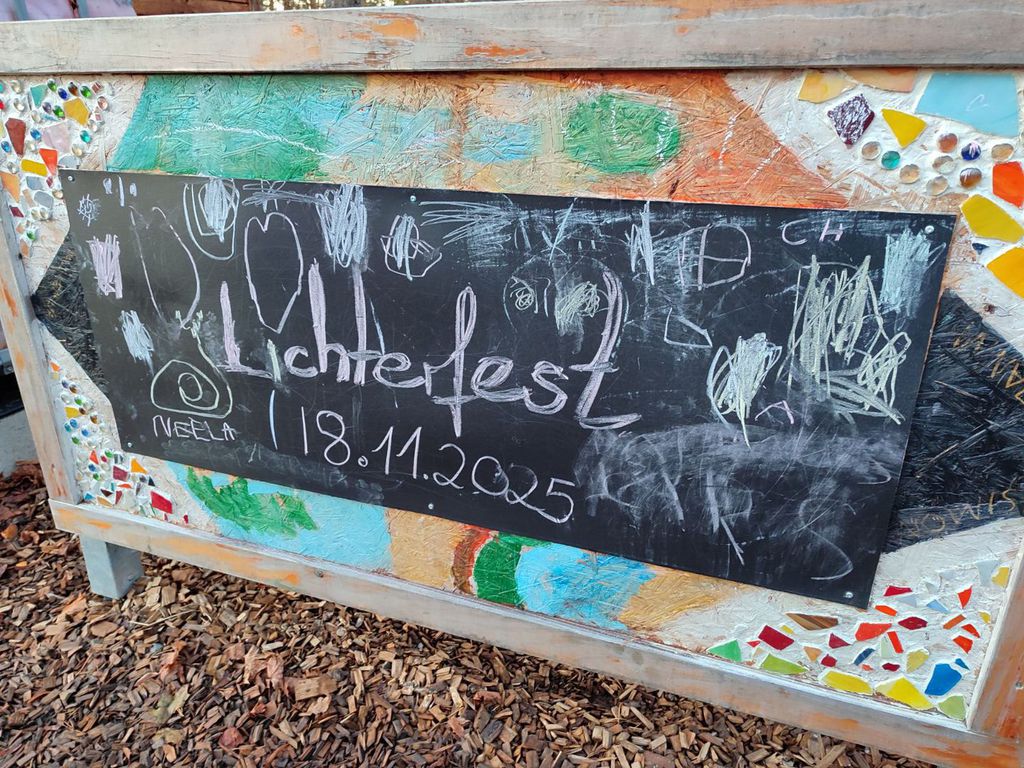 CH
Lichterfest
NEELA
18.11.2025